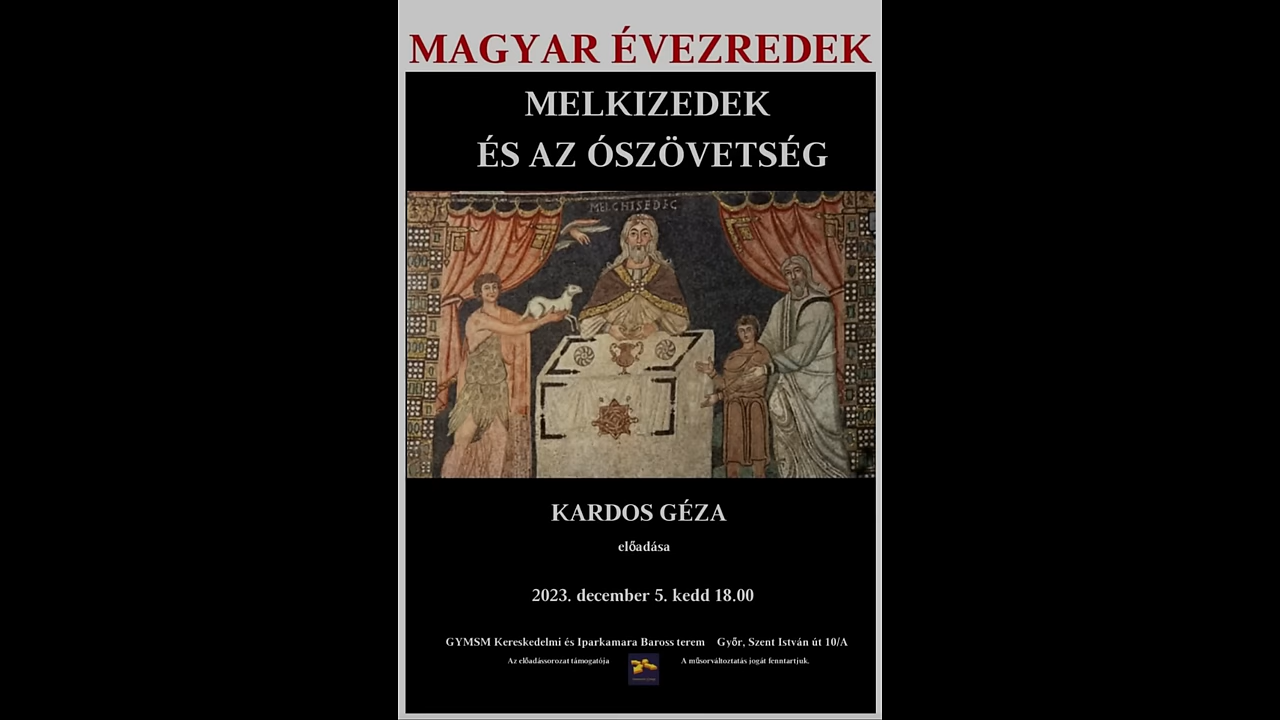 MAGYAR ÉVEZREDEK
MELKIZEDEK
ÉS AZ ÓSZÖVETSÉG
MELCHISEDEC
KARDOS GÉZA
előadása
2023. december 5. kedd 18.00
GYMSM Kereskedelmi és Iparkamara Baross terem Győr, Szent István út 10/A
Az előadássorozat támogatója A műsorváltoztatás jogát fenntartjuk.